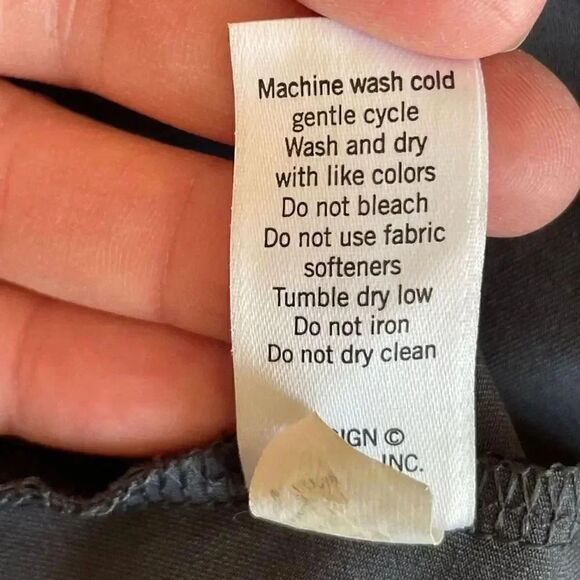 Machine wash cold
gentle cycle
Wash and dry
with like colors
Do not bleach
Do not use fabric
softeners
Tumble dry low
Do not iron
Do not dry clean
©
INC.